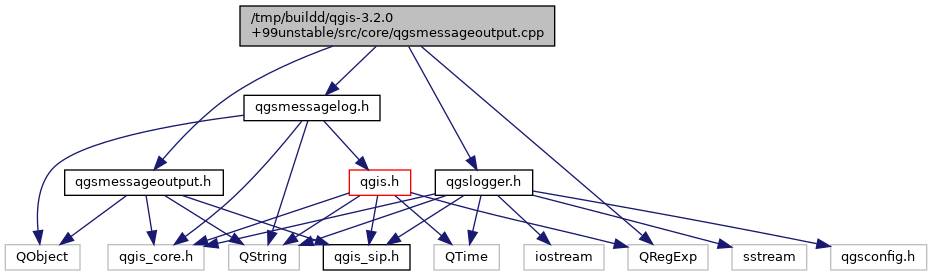 /tmp/buildd/qgis-3.2.0
+99unstable/src/core/qgsmessageoutput.cpp
qgsmessagelog.h
qgsmessageoutput.h
qgis.h
qgslogger.h
QObject
qgis_core.h
QString
qgis_sip.h
QTime
iostream
QRegExp
sstream
qgsconfig.h